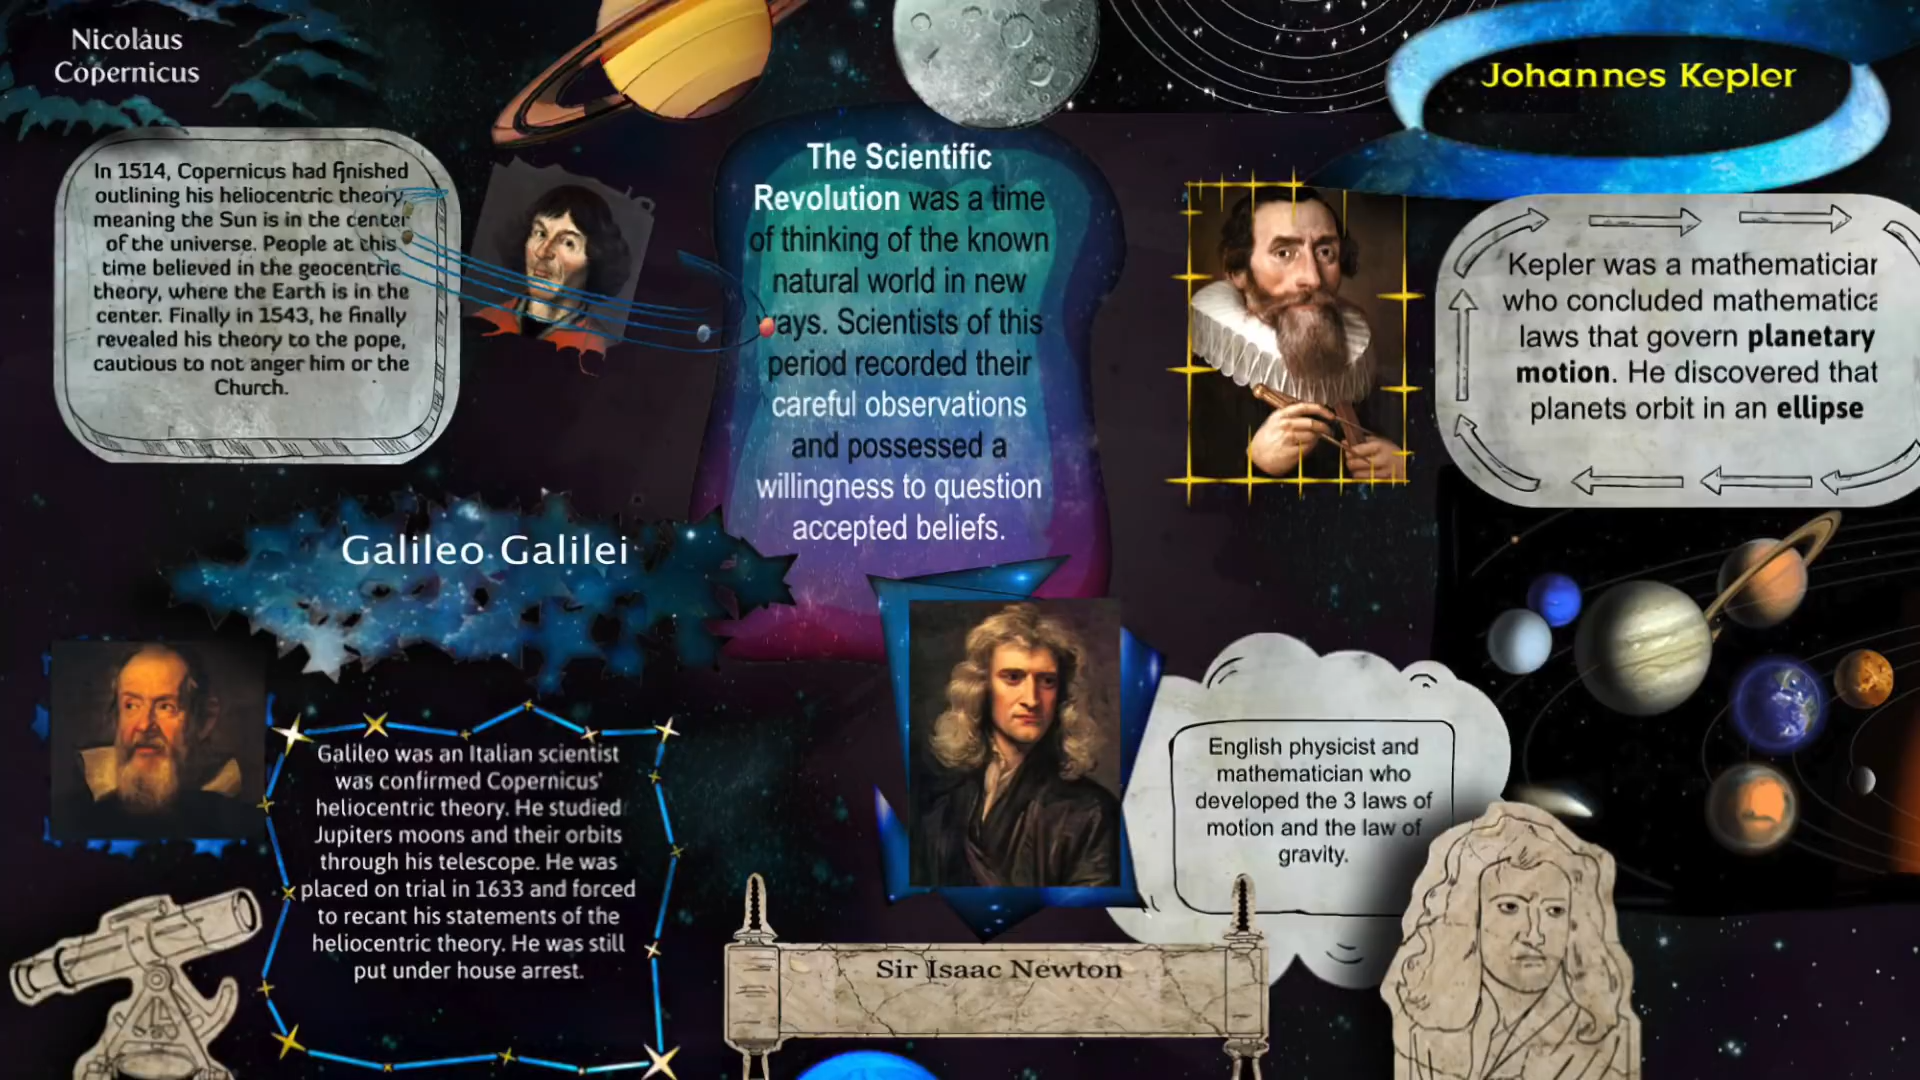 Nicolaus
Copernicus
In 1514, Copernicus had finished
outlining his heliocentric theory,
meaning the Sun is in the center
of the universe. People at this
time believed in the geocentric
theory, where the Earth is in the
center. Finally in 1543, he finally
revealed his theory to the pope,
cautious to not anger him or the
Church.
The Scientific
Revolution was a time
of thinking of the known
natural world in new
ways. Scientists of this
period recorded their
careful observations
and possessed a
willingness to question
accepted beliefs.
Johannes Kepler
Kepler was a mathematician
who concluded mathematica
laws that govern planetary
motion. He discovered that
planets orbit in an ellipse
Galileo Galilei
Galileo was an Italian scientist
was confirmed Copernicus'
heliocentric theory. He studied
Jupiters moons and their orbits
through his telescope. He was
placed on trial in 1633 and forced
to recant his statements of the
heliocentric theory. He was still
put under house arrest.
English physicist and
mathematician who
developed the 3 laws of
motion and the law of
gravity.
Sir Isaac Newton